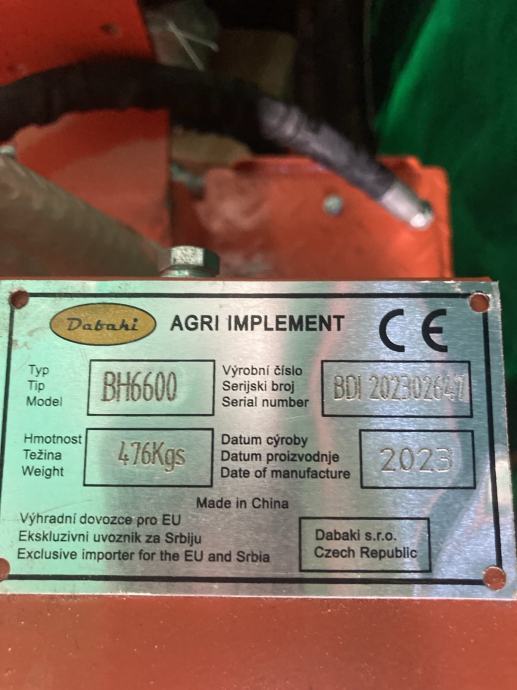 Dabaki AGRI IMPLEMENT CE
Typ
Tip
Model
BH6600
Výrobní číslo
Serijski broj
Serial number
BDI 202302647
Hmotnost
Težina
Weight
476Kgs
Datum cýroby
Datum proizvodnje
Date of manufacture
2023
Made in China
Výhradní dovozce pro EU
Ekskluzivni uvoznik za Srbiju
Exclusive importer for the EU and Srbia
Dabaki s.r.o.
Czech Republic